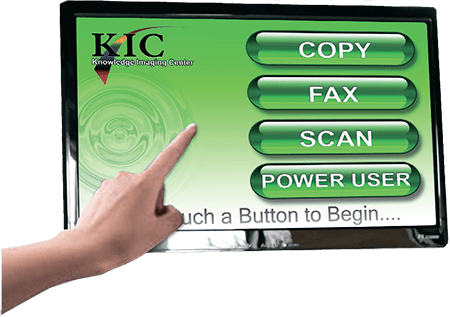 KIC
Knowledge Imaging Center
COPY
FAX
SCAN
POWER USER
uch a Button to Begin....